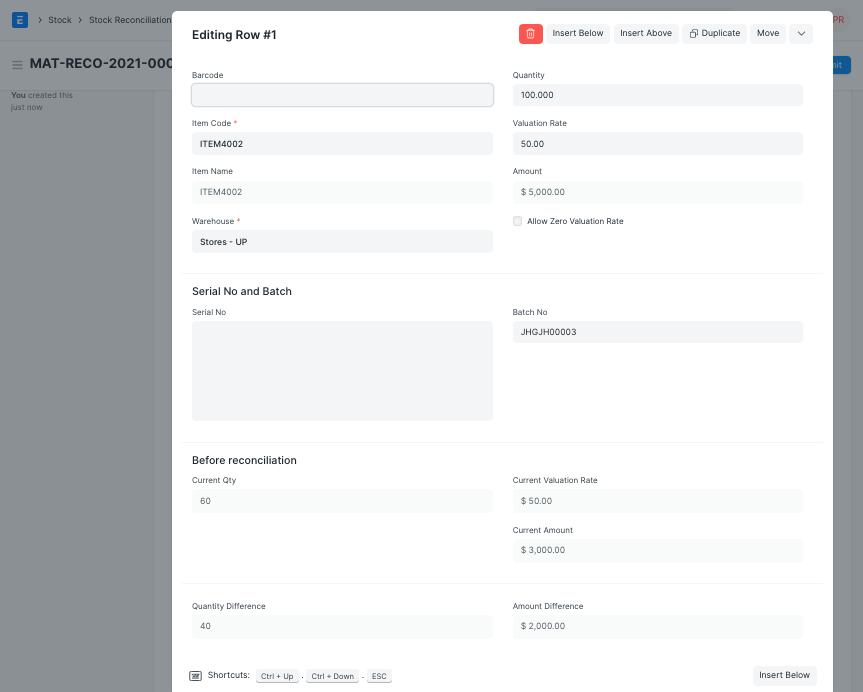 E > Stock > Stock Reconciliation
MAT-RECO-2021-000
You created this
just now
PR
Editing Row #1
Insert Below Insert Above Duplicate Move
Barcode
Quantity
100.000
Item Code *
ITEM4002
Valuation Rate
50.00
Item Name
ITEM4002
Amount
$ 5,000.00
Warehouse *
Stores - UP
Allow Zero Valuation Rate
Serial No and Batch
Serial No
Batch No
JHGJH00003
Before reconciliation
Current Qty
60
Current Valuation Rate
$ 50.00
Current Amount
$ 3,000.00
Quantity Difference
40
Amount Difference
$ 2,000.00
Shortcuts: Ctrl + Up . Ctrl + Down . ESC
Insert Below